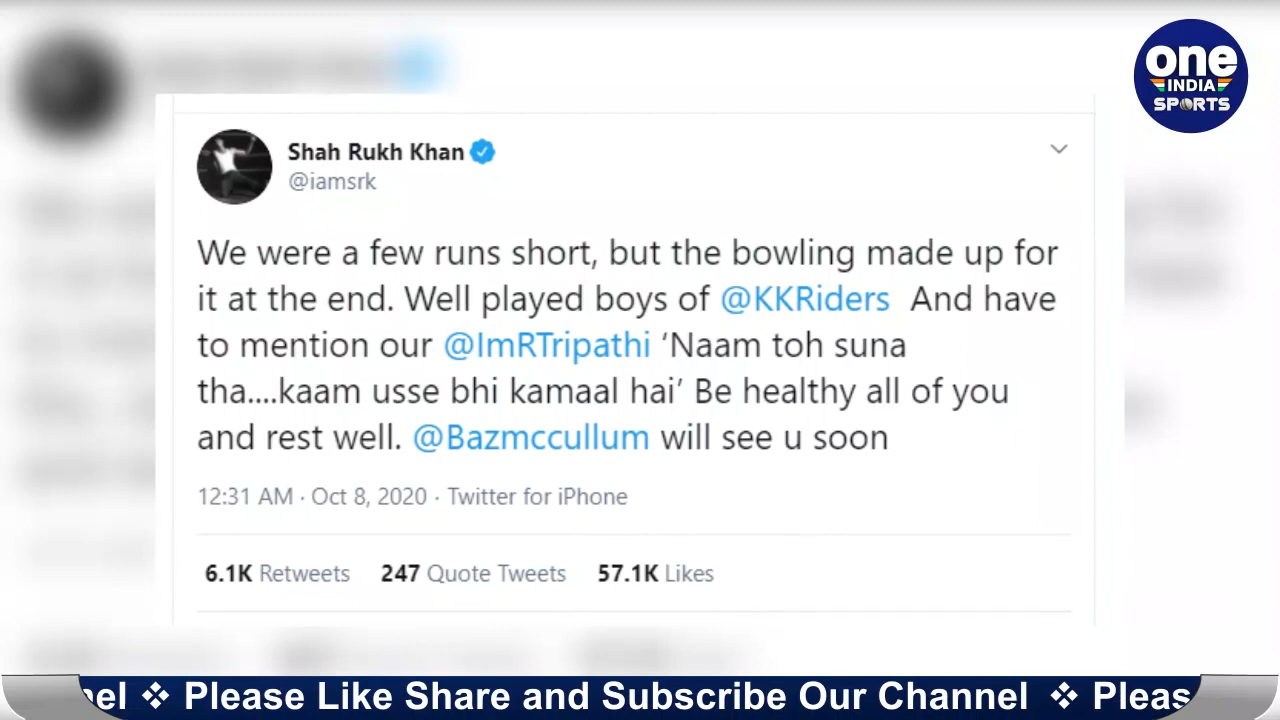 one
INDIA
SPORTS
Shah Rukh Khan
@iamsrk
We were a few runs short, but the bowling made up for
it at the end. Well played boys of @KKRiders And have
to mention our @ImRTripathi ‘Naam toh suna
tha....kaam usse bhi kamaal hai’ Be healthy all of you
and rest well. @Bazmccullum will see u soon
12:31 AM · Oct 8, 2020 · Twitter for iPhone
6.1K Retweets 247 Quote Tweets 57.1K Likes
el ❖ Please Like Share and Subscribe Our Channel ❖ Pleas